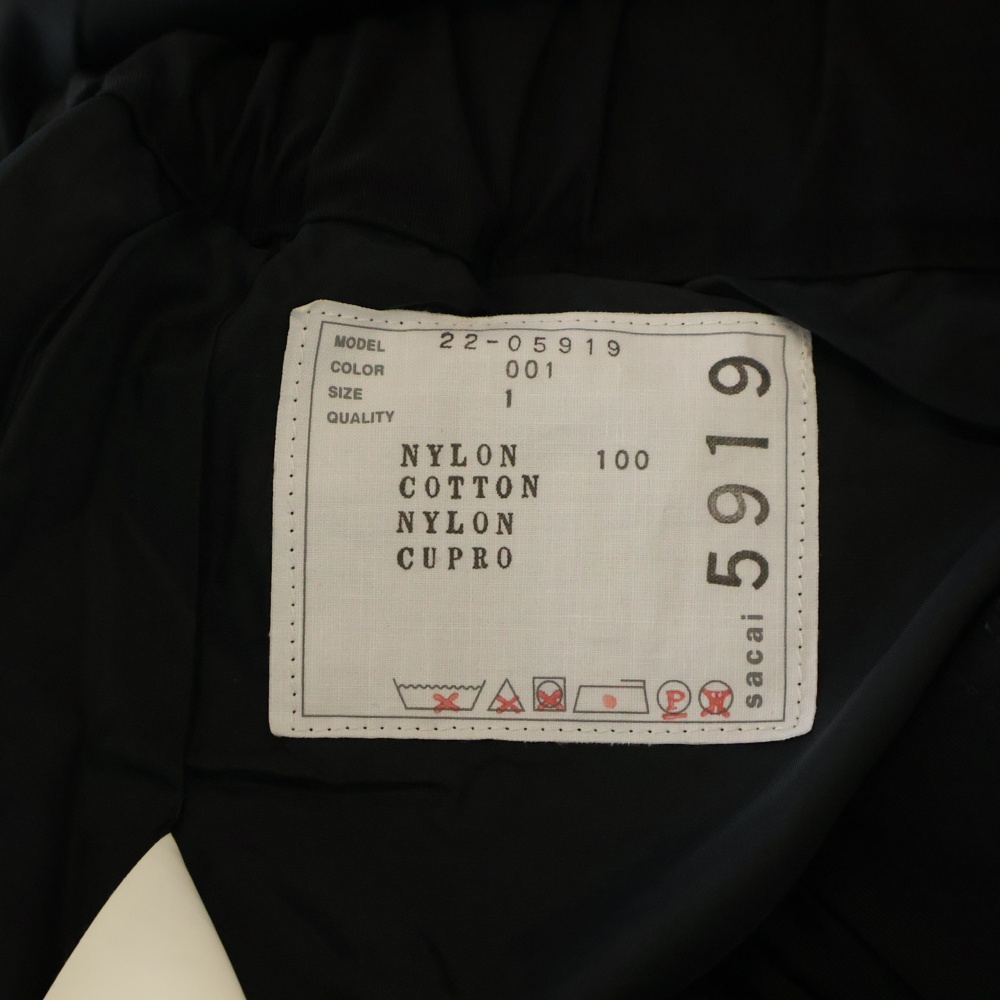 MODEL 22-05919
COLOR 001
SIZE 1
QUALITY
NYLON 100
COTTON
NYLON
CUPRO
P W
sacai 5919